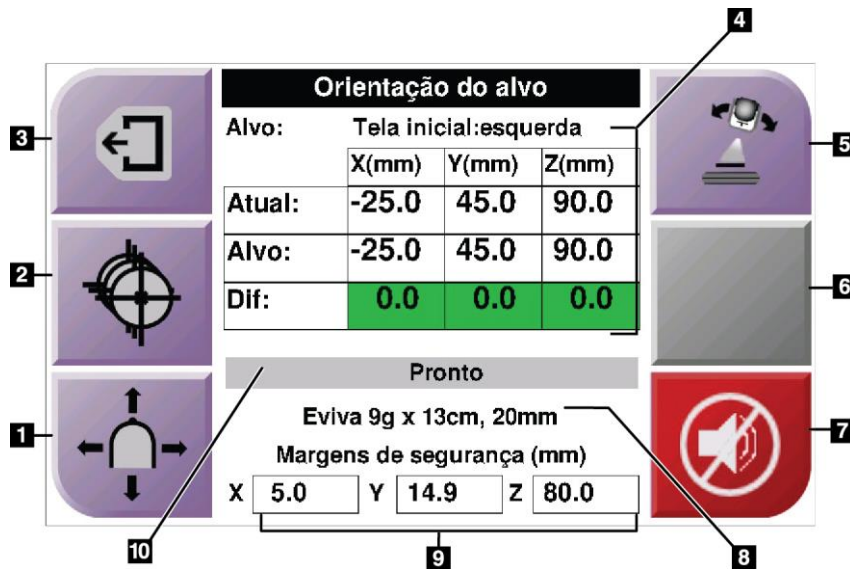 4
Orientação do alvo
Alvo: Tela inicial:esquerda
X(mm) Y(mm) Z(mm)
Atual: -25.0 45.0 90.0
Alvo: -25.0 45.0 90.0
Dif: 0.0 0.0 0.0
3
5
2
6
Pronto
Eviva 9g x 13cm, 20mm
1
7
Margens de segurança (mm)
X 5.0 Y 14.9 Z 80.0
10
9
8